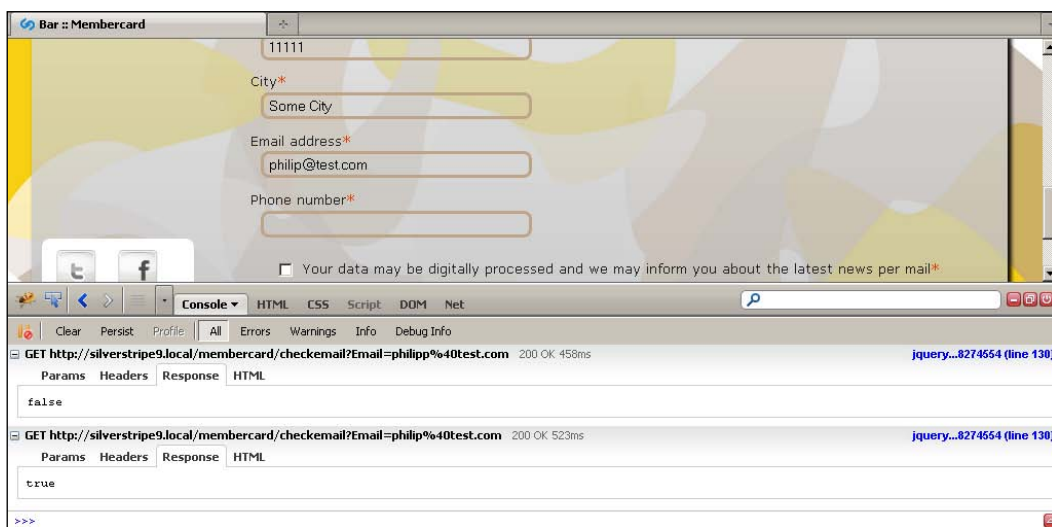 Bar :: Membercard
11111
City*
Some City
Email address*
philip@test.com
Phone number*
Your data may be digitally processed and we may inform you about the latest news per mail*
Console HTML CSS Script DOM Net
Clear Persist Profile All Errors Warnings Info Debug Info
GET http://silverstripe9.local/membercard/checkemail?Email=philipp%40test.com 200 OK 458ms jquery...8274554 (line 130)
Params Headers Response HTML
false
GET http://silverstripe9.local/membercard/checkemail?Email=philip%40test.com 200 OK 523ms jquery...8274554 (line 130)
Params Headers Response HTML
true
>>>